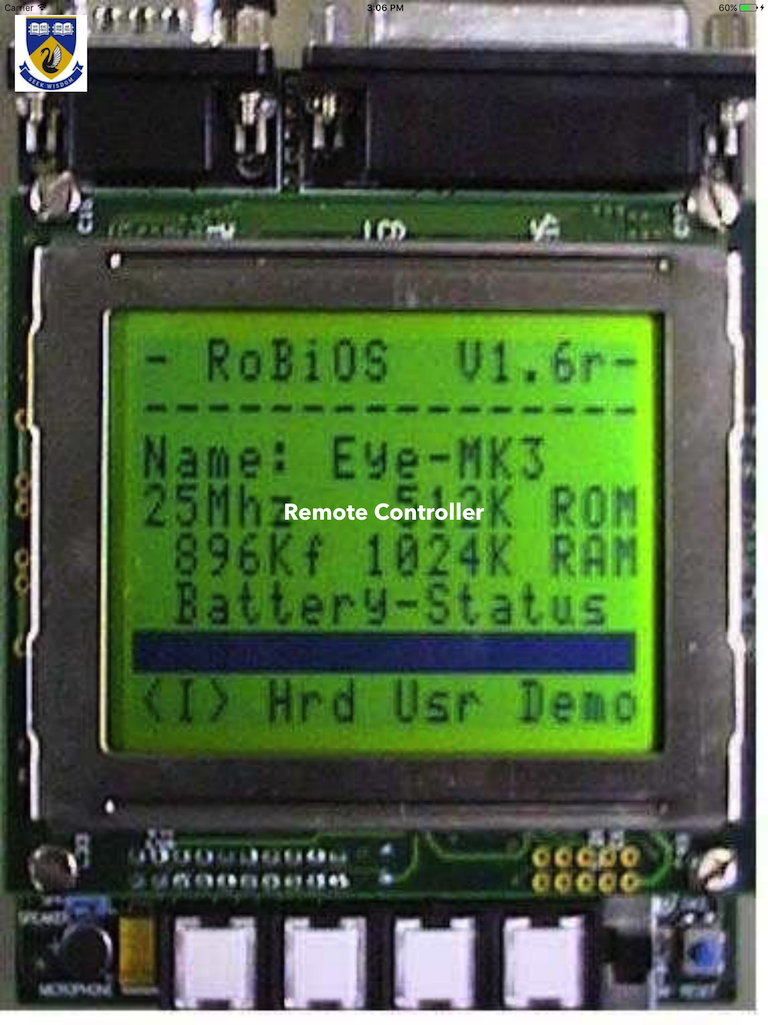 Carrier 3:06 PM 60%
SEEK WISDOM
- RoBiOS V1.6r-
----------------
Name: Eye-MK3
25Mhz 512K ROM
Remote Controller
896Kf 1024K RAM
Battery-Status
<I> Hrd Usr Demo
SPEAKER
MICROPHONE
RESET